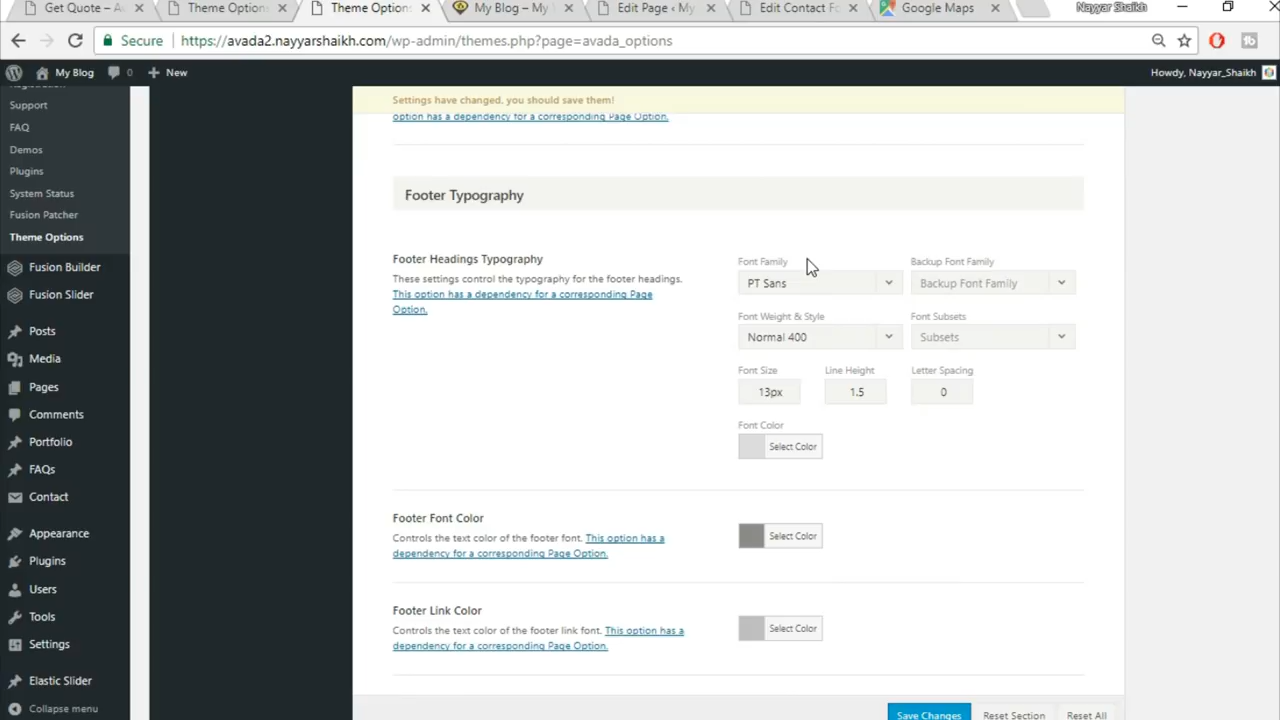 Get Quote – A
Theme Option
Theme Option
My Blog – My
Edit Page ‹ My
Edit Contact Fo
Google Maps
Nayyar Shaikh
Secure https://avada2.nayyarshaikh.com/wp-admin/themes.php?page=avada_options
My Blog 0 New
Howdy, Nayyar_Shaikh
Registration
Support
FAQ
Demos
Plugins
System Status
Fusion Patcher
Theme Options
Fusion Builder
Fusion Slider
Posts
Media
Pages
Comments
Portfolio
FAQs
Contact
Appearance
Plugins
Users
Tools
Settings
Elastic Slider
Collapse menu
Settings have changed, you should save them!
option has a dependency for a corresponding Page Option.
Footer Typography
Footer Headings Typography
These settings control the typography for the footer headings.
This option has a dependency for a corresponding Page
Option.
Font Family
PT Sans
Backup Font Family
Backup Font Family
Font Weight & Style
Normal 400
Font Subsets
Subsets
Font Size
13px
Line Height
1.5
Letter Spacing
0
Font Color
Select Color
Footer Font Color
Controls the text color of the footer font. This option has a
dependency for a corresponding Page Option.
Select Color
Footer Link Color
Controls the text color of the footer link font. This option has a
dependency for a corresponding Page Option.
Select Color
Save Changes
Reset Section
Reset All